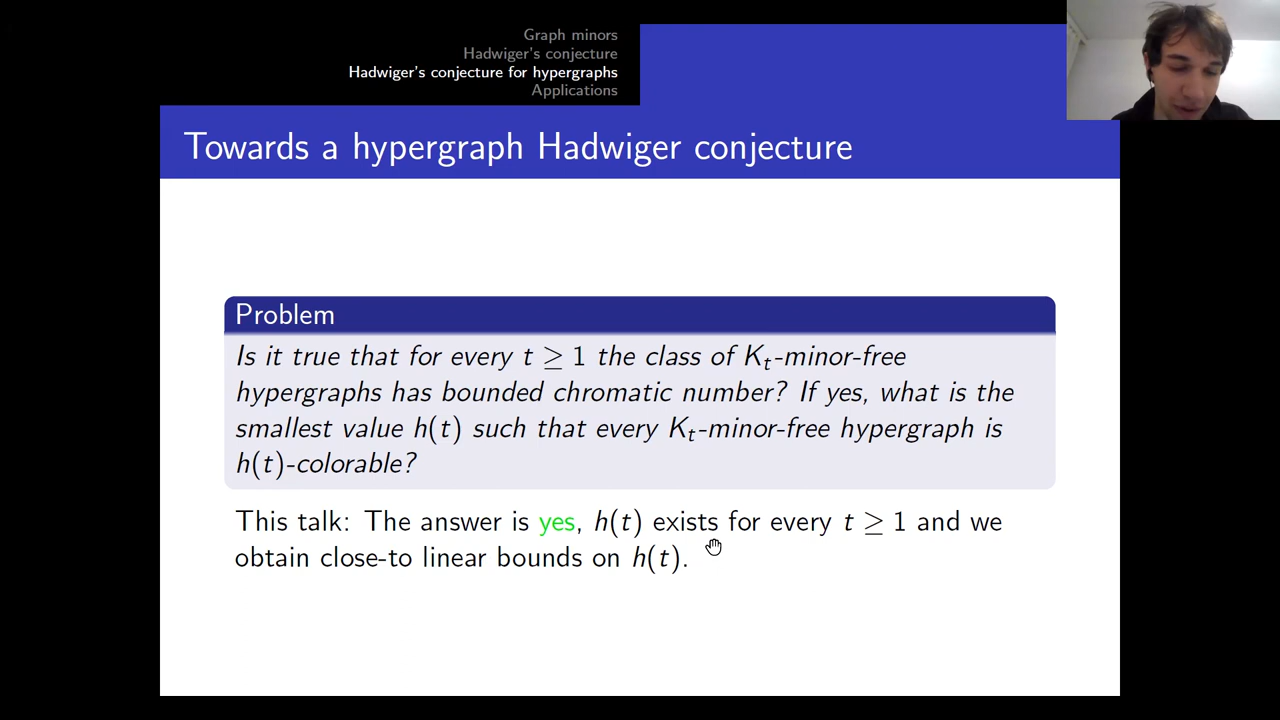 Graph minors
Hadwiger's conjecture
Hadwiger's conjecture for hypergraphs
Applications
Towards a hypergraph Hadwiger conjecture
Problem
Is it true that for every t ≥ 1 the class of Kₜ-minor-free
hypergraphs has bounded chromatic number? If yes, what is the
smallest value h(t) such that every Kₜ-minor-free hypergraph is
h(t)-colorable?
This talk: The answer is yes, h(t) exists for every t ≥ 1 and we
obtain close-to linear bounds on h(t).